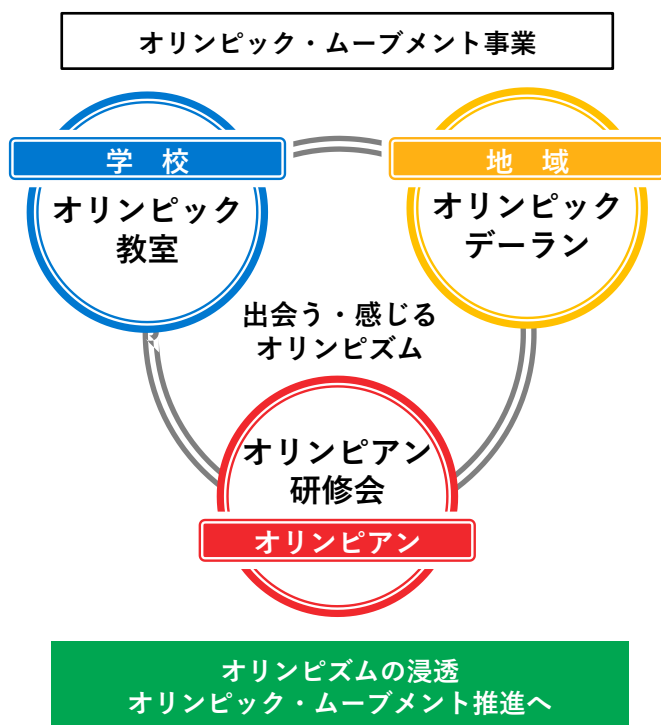 オリンピック・ムーブメント事業
学 校
オリンピック
教室
地 域
オリンピック
デーラン
出会う・感じる
オリンピズム
オリンピアン
研修会
オリンピアン
オリンピズムの浸透
オリンピック・ムーブメント推進へ